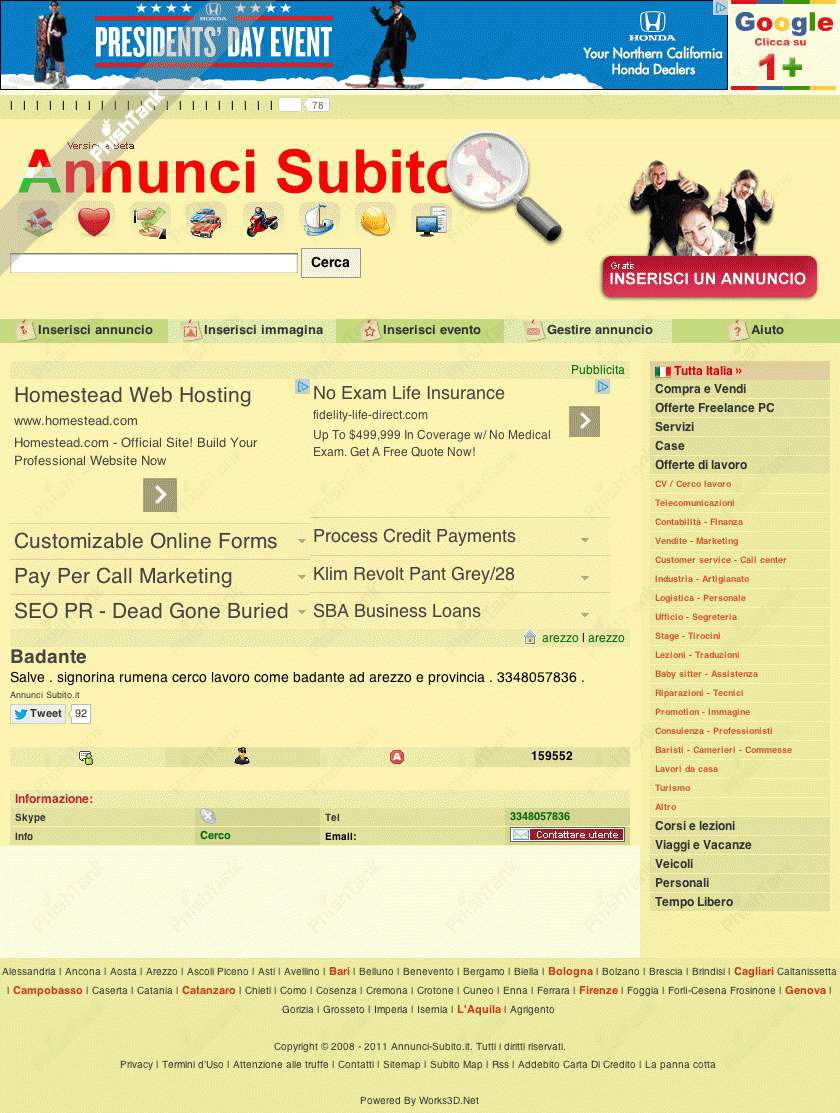 HONDA
PRESIDENTS' DAY EVENT
HONDA
Your Northern California
Honda Dealers
Google
Clicca su
1+
78
PhishTank
Annunci Subito
Cerca
Gratis
INSERISCI UN ANNUNCIO
Inserisci annuncio
Inserisci immagina
Inserisci evento
Gestire annuncio
Aiuto
Pubblicita
Homestead Web Hosting
www.homestead.com
Homestead.com - Official Site! Build Your
Professional Website Now
No Exam Life Insurance
fidelity-life-direct.com
Up To $499,999 In Coverage w/ No Medical
Exam. Get A Free Quote Now!
Customizable Online Forms
Pay Per Call Marketing
SEO PR - Dead Gone Buried
Process Credit Payments
Klim Revolt Pant Grey/28
SBA Business Loans
arezzo | arezzo
Badante
Salve . signorina rumena cerco lavoro come badante ad arezzo e provincia . 3348057836 .
Annunci Subito.it
Tweet 92
159552
Informazione:
Skype
Tel
3348057836
Info
Cerco
Email:
Contattare utente
Tutta Italia »
Compra e Vendi
Offerte Freelance PC
Servizi
Case
Offerte di lavoro
CV / Cerco lavoro
Telecomunicazioni
Contabilità - Finanza
Vendite - Marketing
Customer service - Call center
Industria - Artigianato
Logistica - Personale
Ufficio - Segreteria
Stage - Tirocini
Lezioni - Traduzioni
Baby sitter - Assistenza
Riparazioni - Tecnici
Promotion - Immagine
Consulenza - Professionisti
Baristi - Camerieri - Commesse
Lavori da casa
Turismo
Altro
Corsi e lezioni
Viaggi e Vacanze
Veicoli
Personali
Tempo Libero
Alessandria | Ancona | Aosta | Arezzo | Ascoli Piceno | Asti | Avellino | Bari | Belluno | Benevento | Bergamo | Biella | Bologna | Bolzano | Brescia | Brindisi | Cagliari Caltanissetta
| Campobasso | Caserta | Catania | Catanzaro | Chieti | Como | Cosenza | Cremona | Crotone | Cuneo | Enna | Ferrara | Firenze | Foggia | Forlì-Cesena Frosinone | Genova |
Gorizia | Grosseto | Imperia | Isernia | L'Aquila | Agrigento
Copyright © 2008 - 2011 Annunci-Subito.it. Tutti i diritti riservati.
Privacy | Termini d'Uso | Attenzione alle truffe | Contatti | Sitemap | Subito Map | Rss | Addebito Carta Di Credito | La panna cotta
Powered By Works3D.Net